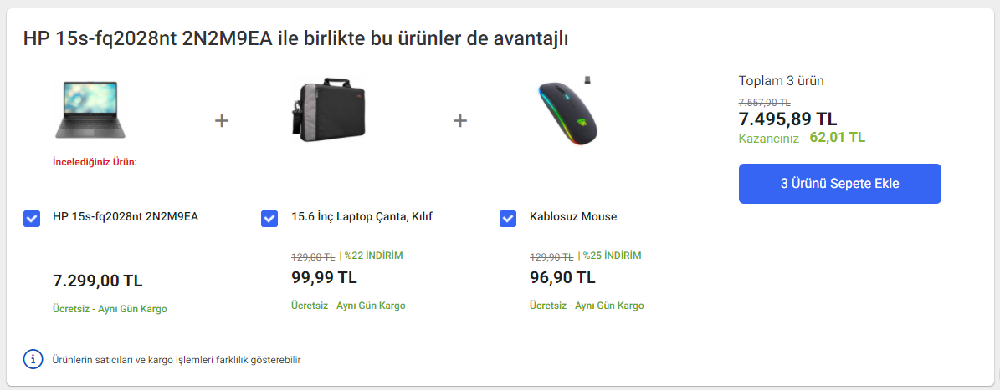 HP 15s-fq2028nt 2N2M9EA ile birlikte bu ürünler de avantajlı
İncelediğiniz Ürün:
+
+
HP 15s-fq2028nt 2N2M9EA
7.299,00 TL
Ücretsiz - Aynı Gün Kargo
15.6 İnç Laptop Çanta, Kılıf
129,00 TL | %22 İNDİRİM
99,99 TL
Ücretsiz - Aynı Gün Kargo
Kablosuz Mouse
129,90 TL | %25 İNDİRİM
96,90 TL
Ücretsiz - Aynı Gün Kargo
Toplam 3 ürün
7.557,90 TL
7.495,89 TL
Kazancınız 62,01 TL
3 Ürünü Sepete Ekle
Ürünlerin satıcıları ve kargo işlemleri farklılık gösterebilir